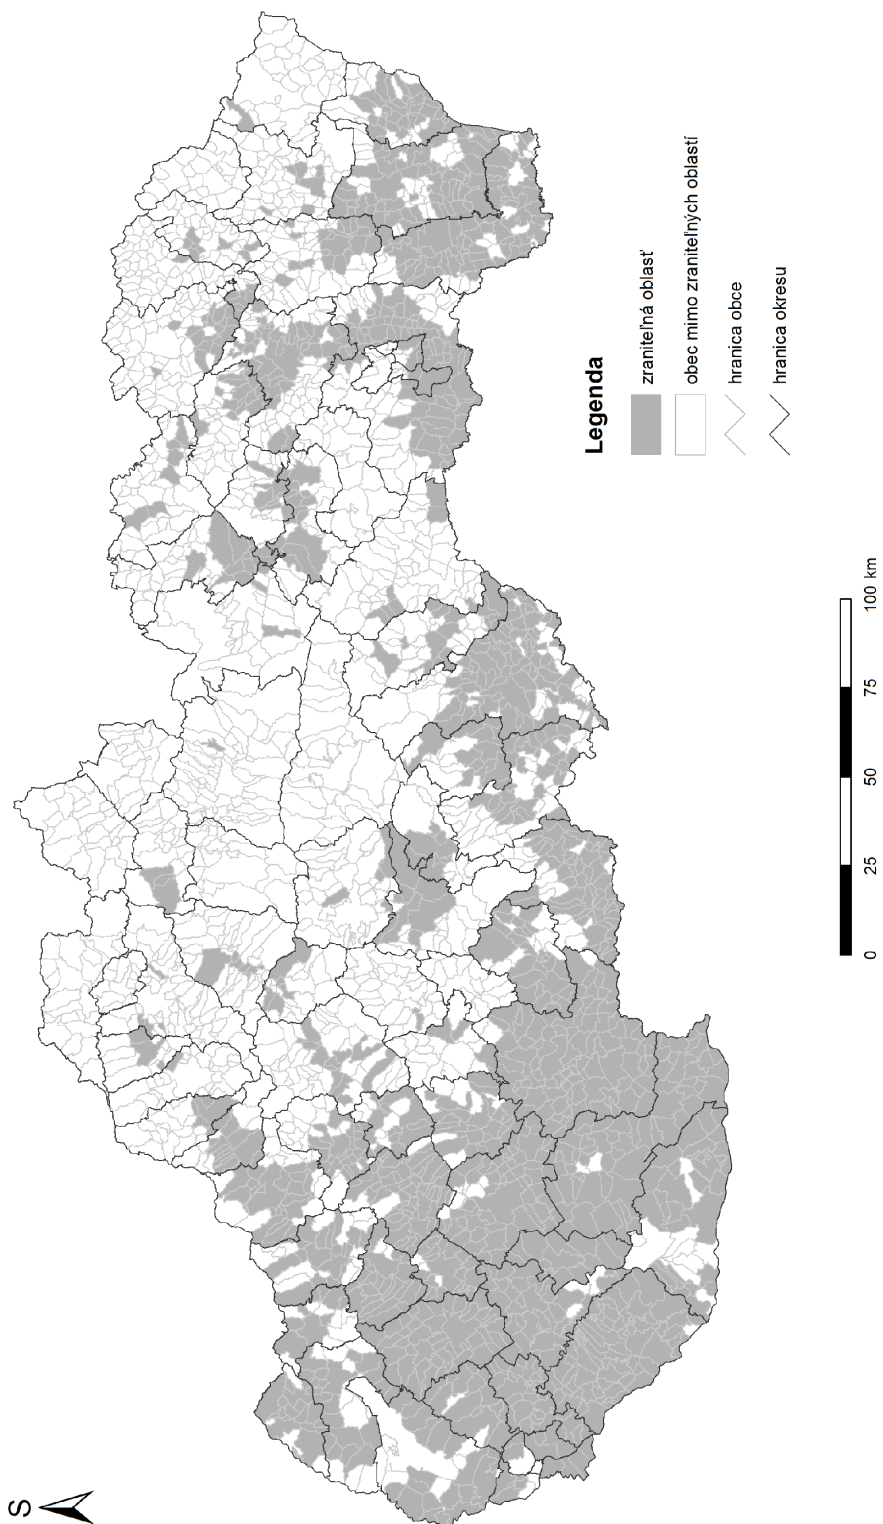 S
Legenda
zraniteľná oblasť
obec mimo zraniteľných oblastí
hranica obce
hranica okresu
0 25 50 75 100 km